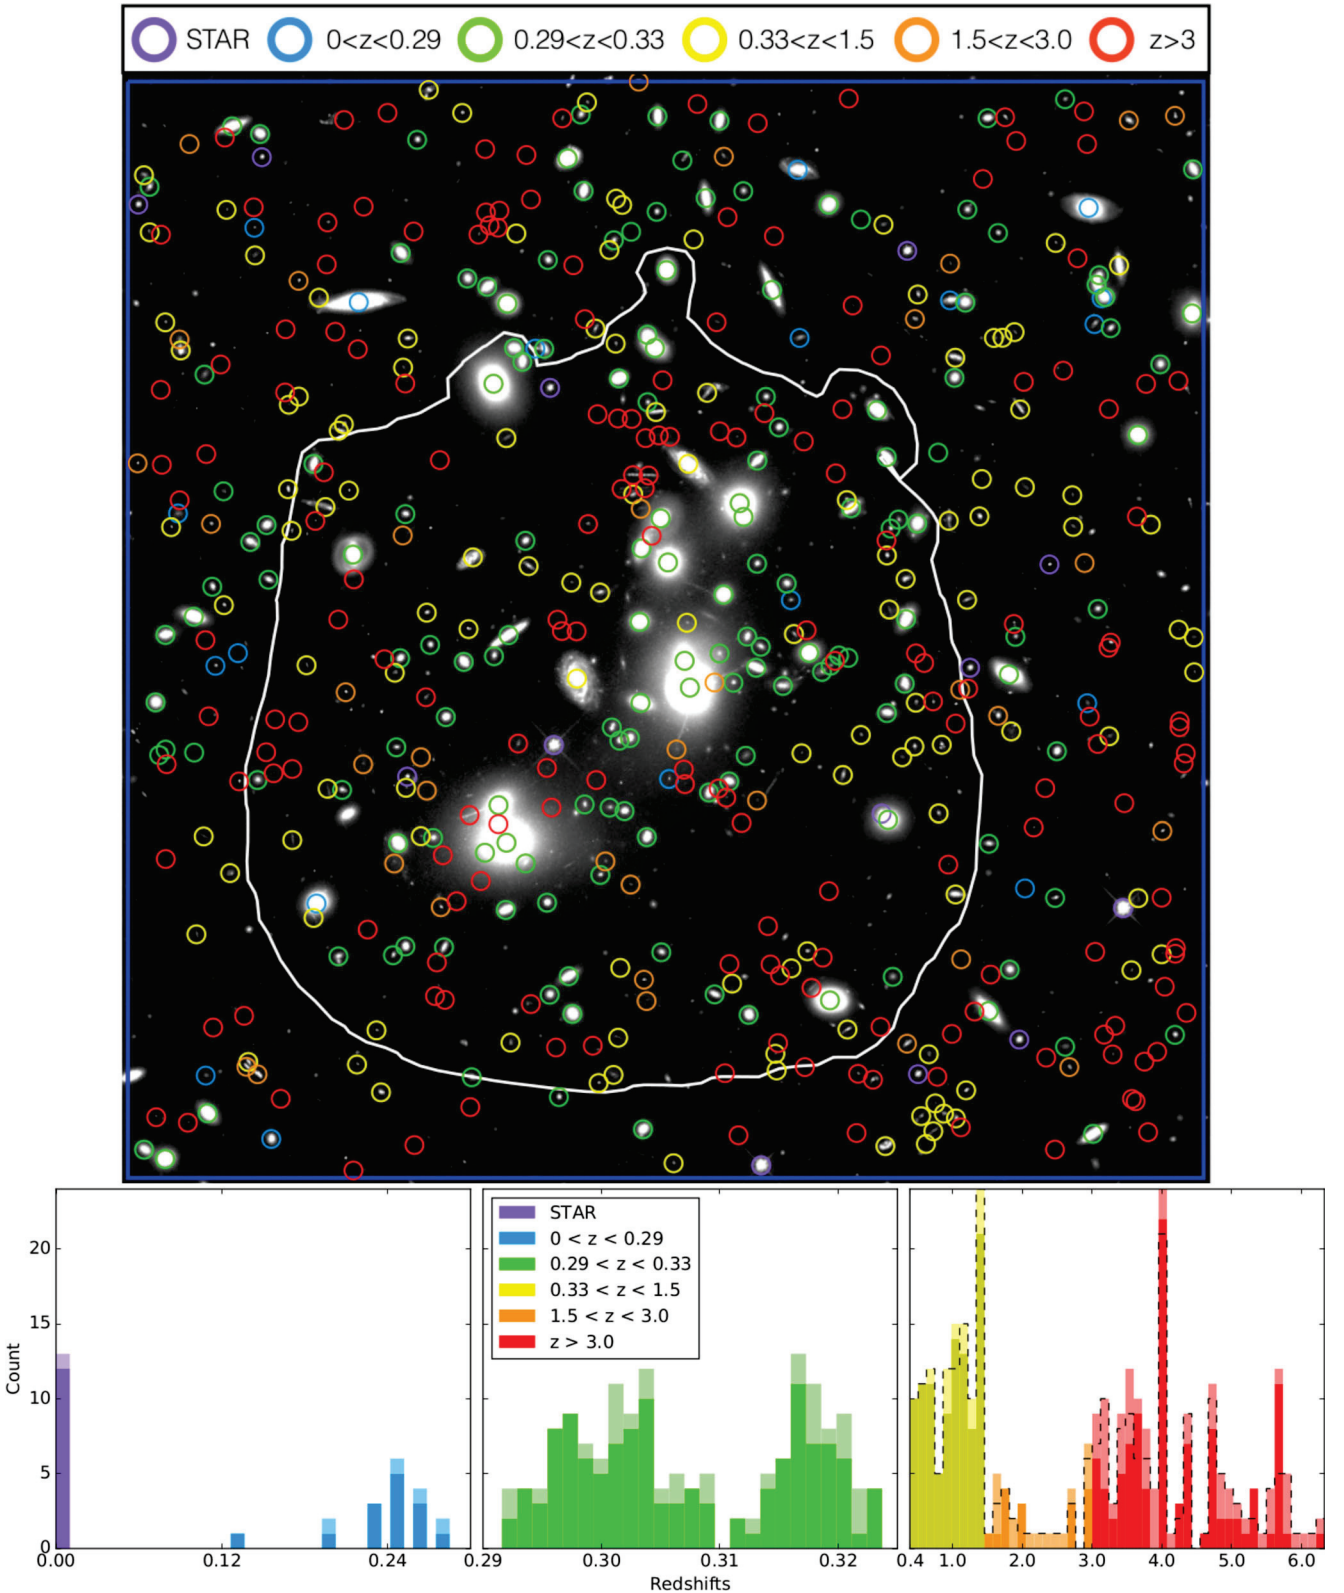 STAR 0<z<0.29 0.29<z<0.33 0.33<z<1.5 1.5<z<3.0 z>3
STAR
0 < z < 0.29
0.29 < z < 0.33
0.33 < z < 1.5
1.5 < z < 3.0
z > 3.0
Count
20
15
10
5
0
0.00 0.12 0.24 0.29 0.30 0.31 0.32 0.4 1.0 2.0 3.0 4.0 5.0 6.0
Redshifts